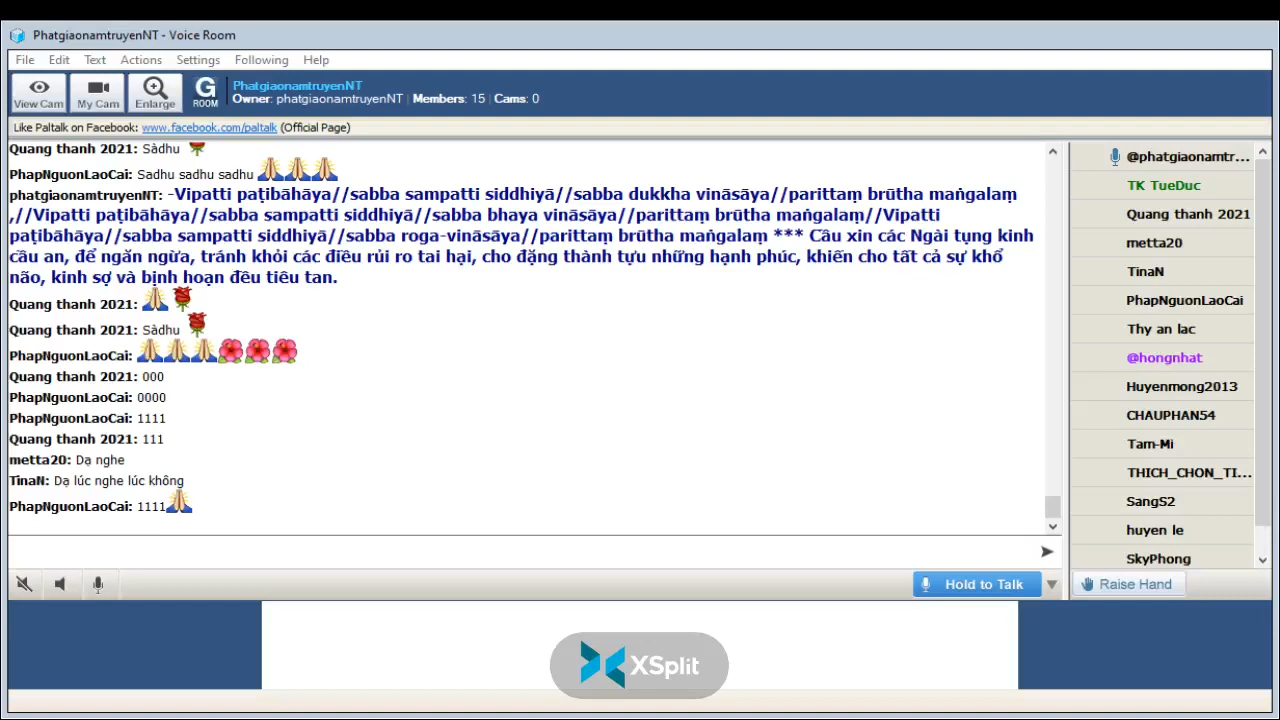 PhatgiaonamtruyenNT - Voice Room
File Edit Text Actions Settings Following Help
View Cam
My Cam
Enlarge
G ROOM
PhatgiaonamtruyenNT
Owner: phatgiaonamtruyenNT | Members: 15 | Cams: 0
Like Paltalk on Facebook: www.facebook.com/paltalk (Official Page)
Quang thanh 2021: Sàdhu
PhapNguonLaoCai: Sadhu sadhu sadhu
phatgiaonamtruyenNT: -Vipatti paṭibāhāya//sabba sampatti siddhiyā//sabba dukkha vināsāya//parittaṃ brūtha maṅgalaṃ
,//Vipatti paṭibāhāya//sabba sampatti siddhiyā//sabba bhaya vināsāya//parittaṃ brūtha maṅgalaṃ//Vipatti
paṭibāhāya//sabba sampatti siddhiyā//sabba roga-vināsāya//parittaṃ brūtha maṅgalaṃ *** Cầu xin các Ngài tụng kinh
cầu an, để ngăn ngừa, tránh khỏi các điều rủi ro tai hại, cho đặng thành tựu những hạnh phúc, khiến cho tất cả sự khổ
não, kinh sợ và bịnh hoạn đều tiêu tan.
Quang thanh 2021:
Quang thanh 2021: Sàdhu
PhapNguonLaoCai:
Quang thanh 2021: 000
PhapNguonLaoCai: 0000
PhapNguonLaoCai: 1111
Quang thanh 2021: 111
metta20: Dạ nghe
TinaN: Dạ lúc nghe lúc không
PhapNguonLaoCai: 1111
Hold to Talk
@phatgiaonamtr...
TK TueDuc
Quang thanh 2021
metta20
TinaN
PhapNguonLaoCai
Thy an lac
@hongnhat
Huyenmong2013
CHAUPHAN54
Tam-Mi
THICH_CHON_TI...
SangS2
huyen le
SkyPhong
Raise Hand
XSplit